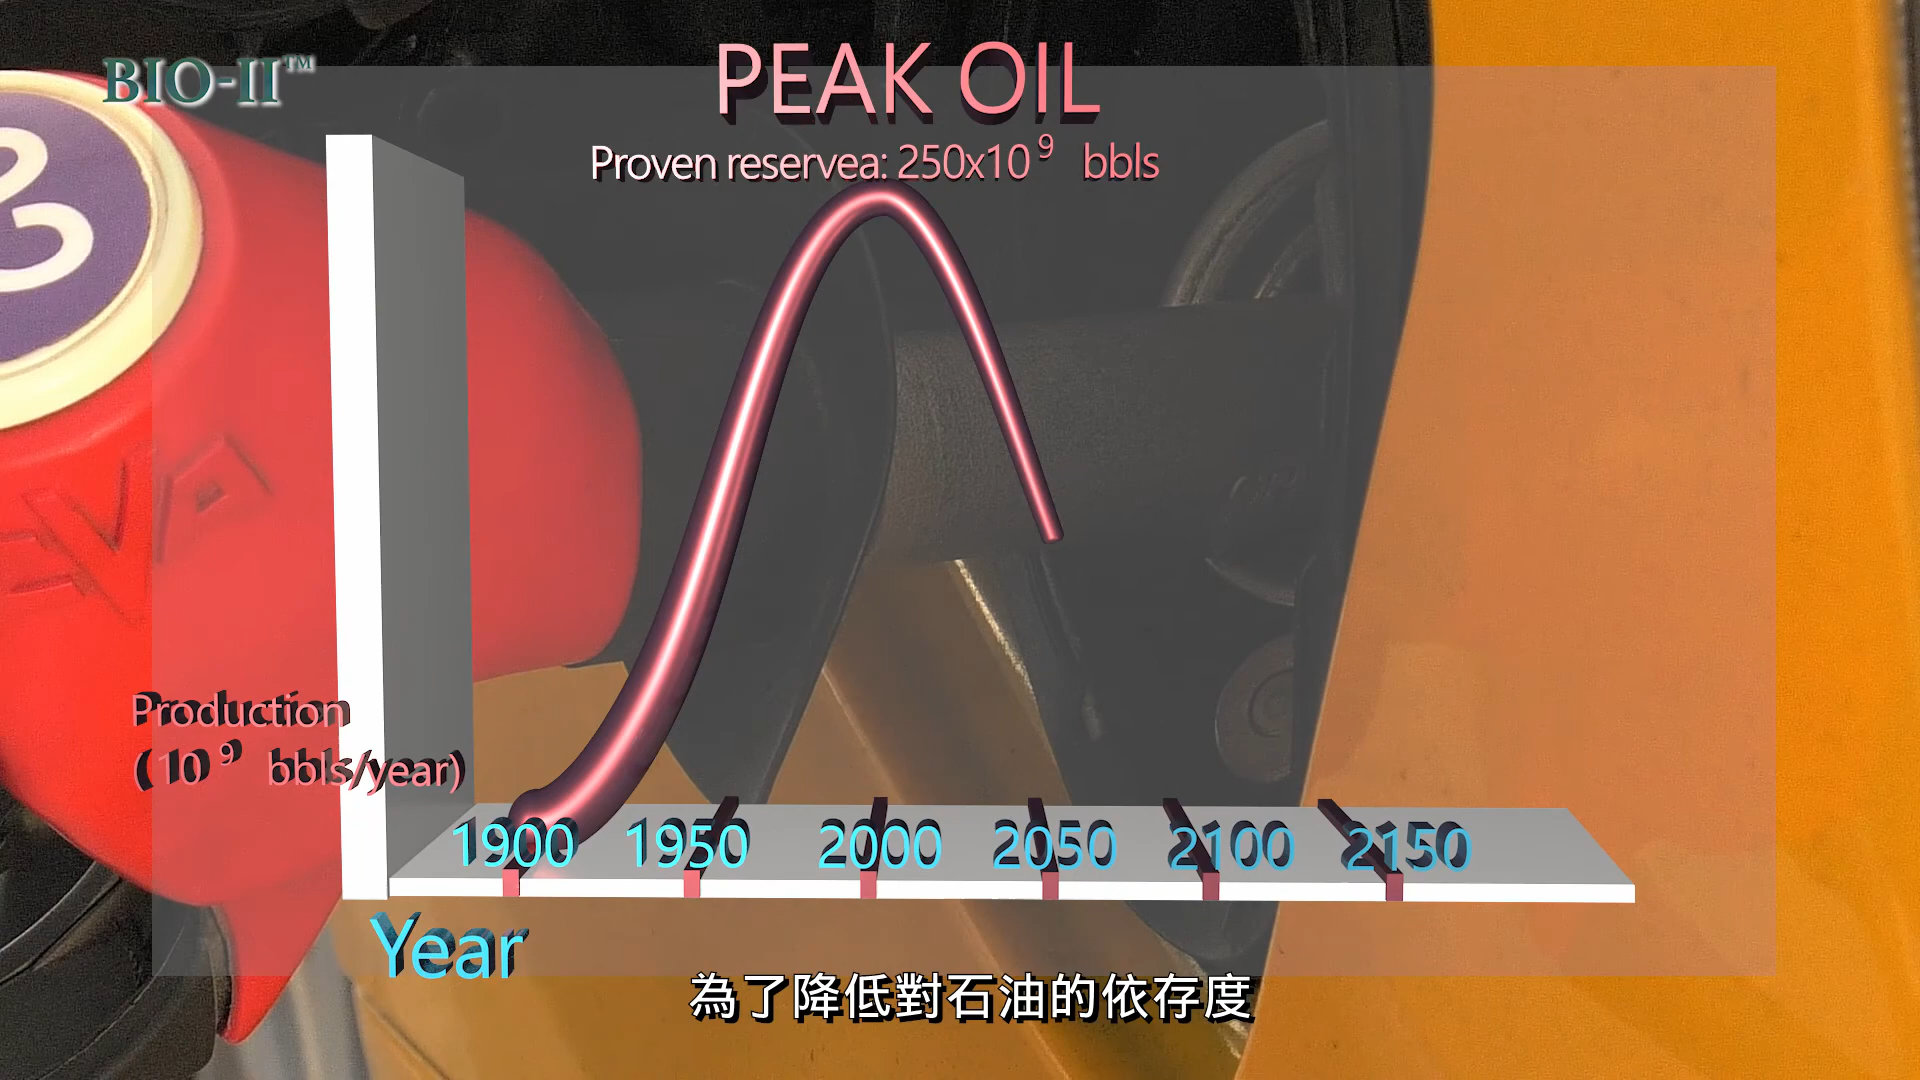 BIO-II™
PEAK OIL
Proven reservea: 250x10⁹ bbls
Production
(10⁹ bbls/year)
1900 1950 2000 2050 2100 2150
Year
為了降低對石油的依存度